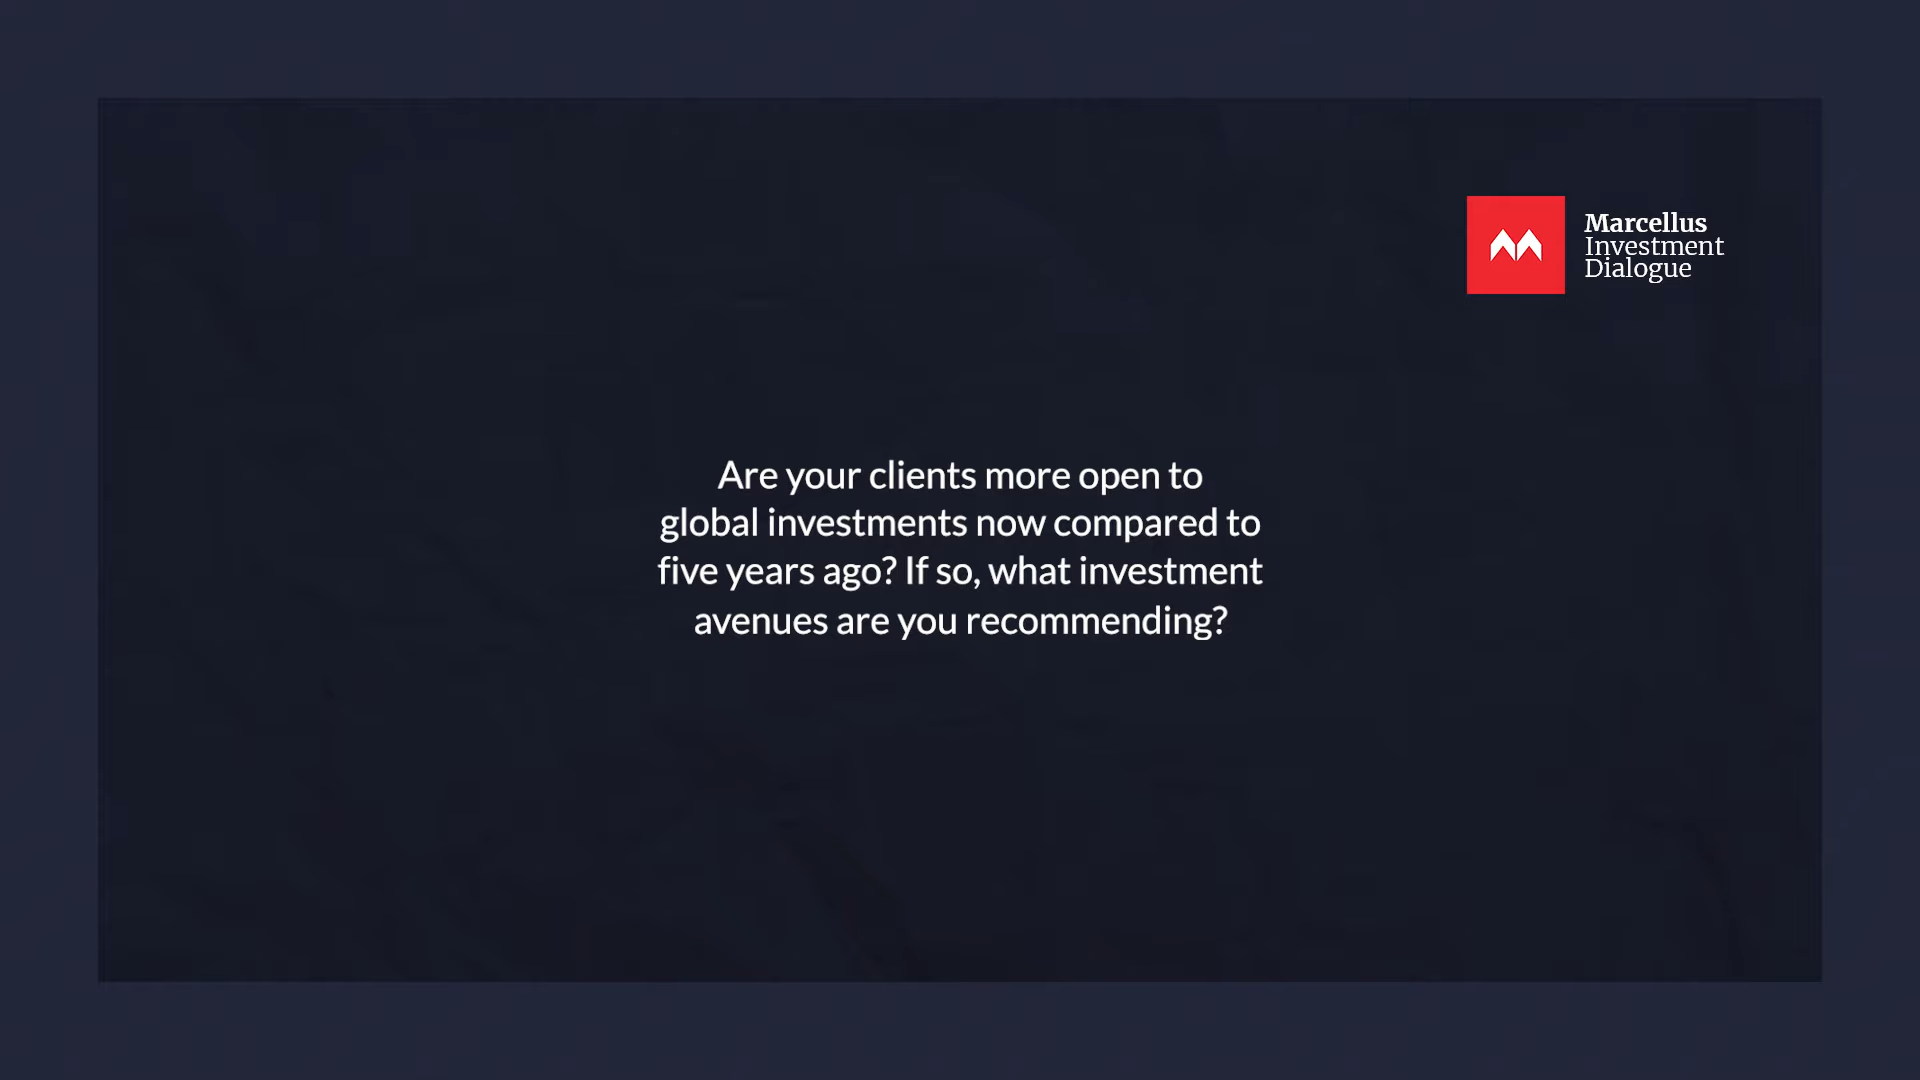 Marcellus
Investment
Dialogue
Are your clients more open to
global investments now compared to
five years ago? If so, what investment
avenues are you recommending?